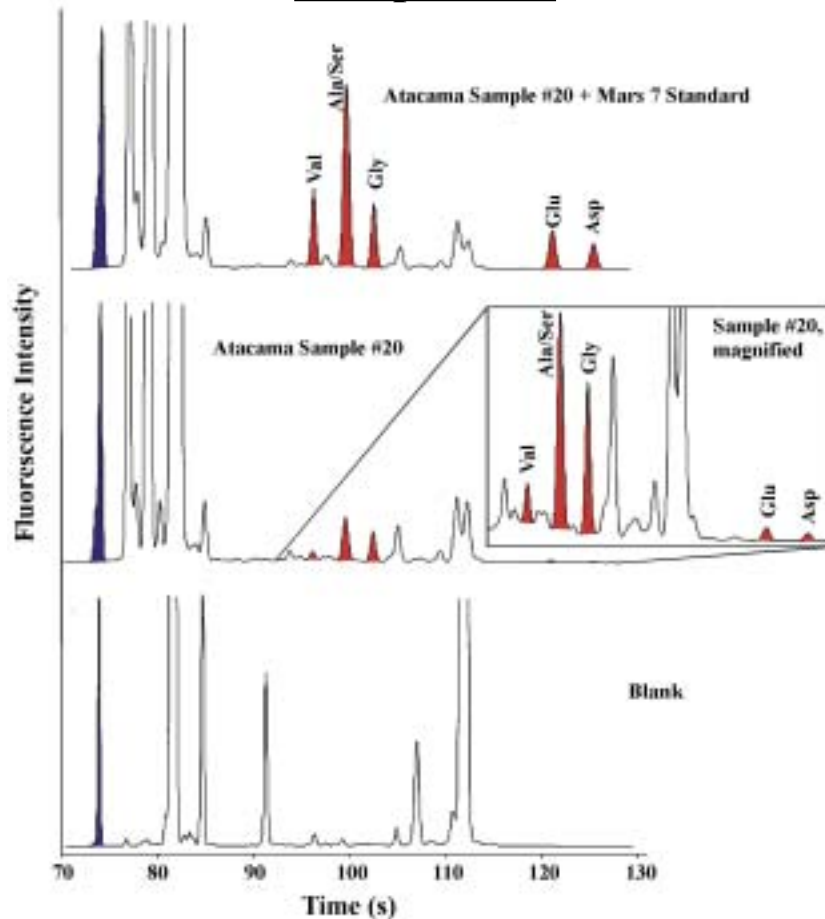 Val
Ala/Ser
Gly
Atacama Sample #20 + Mars 7 Standard
Glu
Asp
Fluorescence Intensity
Atacama Sample #20
Sample #20,
magnified
Val
Ala/Ser
Gly
Glu
Asp
Blank
70 80 90 100 110 120 130
Time (s)